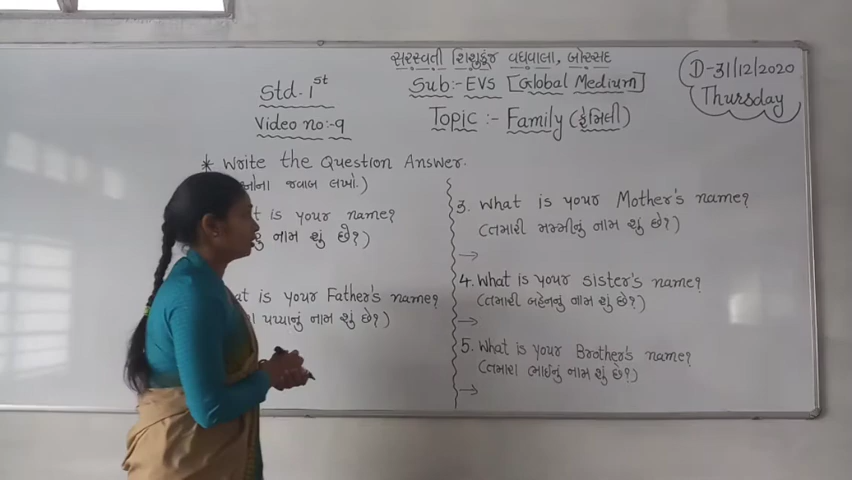 સરસ્વતી શિશુકુંજ વઘવાલા, બોરસદ
Std. 1st
Sub:- EVS [Global Medium]
D-31/12/2020
Thursday
Video no:-9
Topic :- Family (ફેમિલી)
* Write the Question Answer.
જવાબ લખો.)
is your name?
નામ શું છે?)
is your Father's name?
પપ્પાનું નામ શું છે?)
3. What is your Mother's name?
(તમારી મમ્મીનું નામ શું છે?)
→
4. What is your sister's name?
(તમારી બહેનનું નામ શું છે?)
→
5. What is your Brother's name?
(તમારા ભાઈનું નામ શું છે?)
→